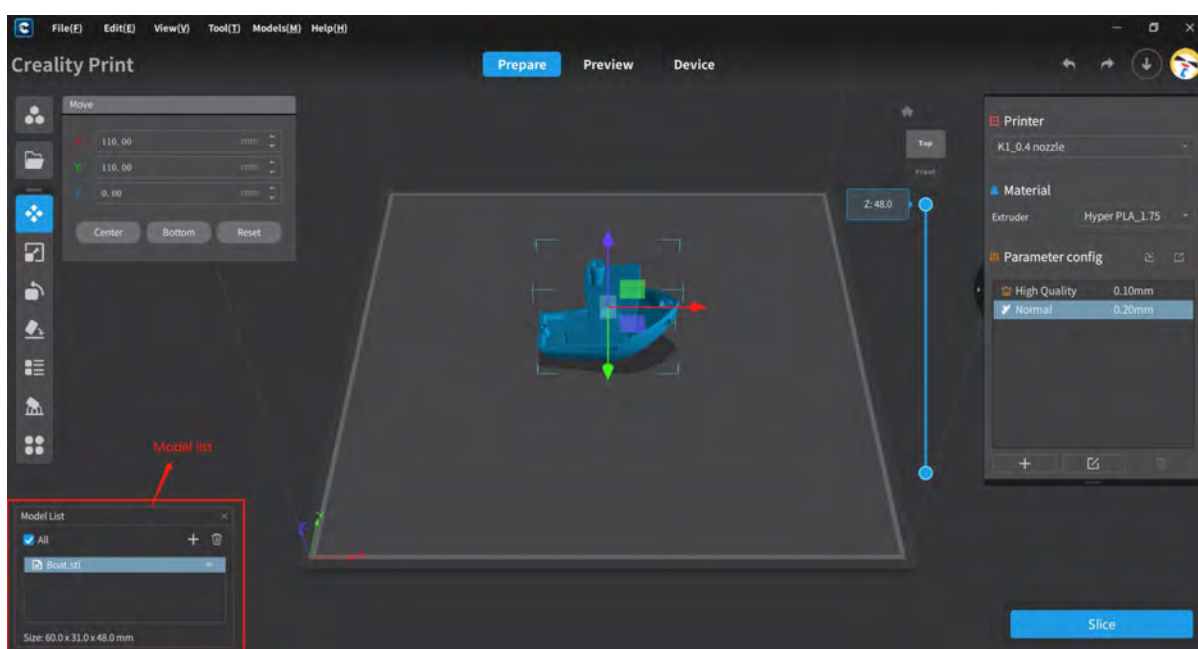 File(F) Edit(E) View(V) Tool(T) Models(M) Help(H)
Creality Print
Prepare Preview Device
Move
X: 110.00 mm
Y: 110.00 mm
Z: 0.00 mm
Center Bottom Reset
Top
Front
Z: 48.0
Printer
K1_0.4 nozzle
Material
Extruder Hyper PLA_1.75
Parameter config
High Quality 0.10mm
Normal 0.20mm
Model list
Model List
All
Boat.stl
Size: 60.0 x 31.0 x 48.0 mm
Slice